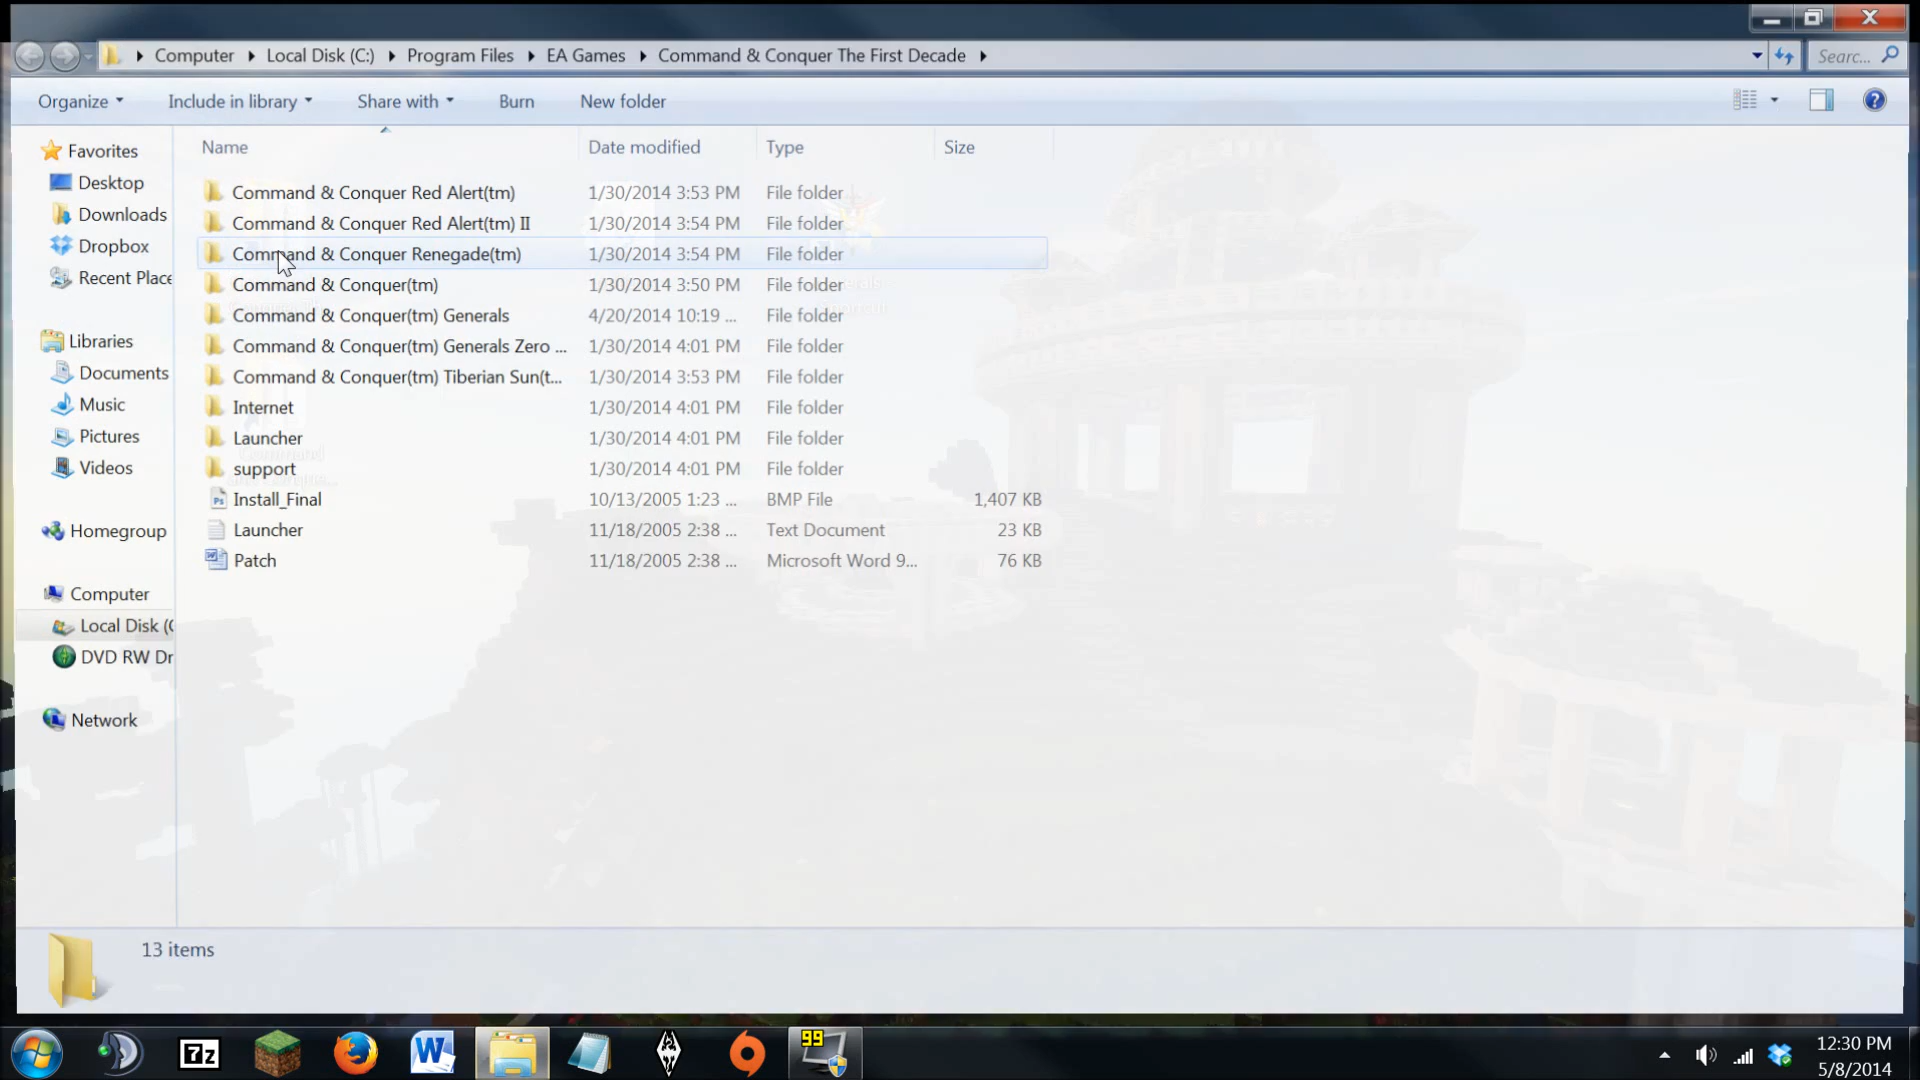 Computer Local Disk (C:) Program Files EA Games Command & Conquer The First Decade Searc...
Organize Include in library Share with Burn New folder
Name Date modified Type Size
Favorites
Desktop
Downloads
Dropbox
Recent Place
Libraries
Documents
Music
Pictures
Videos
Homegroup
Computer
Local Disk (C
DVD RW Dr
Network
Command & Conquer Red Alert(tm) 1/30/2014 3:53 PM File folder
Command & Conquer Red Alert(tm) II 1/30/2014 3:54 PM File folder
Command & Conquer Renegade(tm) 1/30/2014 3:54 PM File folder
Command & Conquer(tm) 1/30/2014 3:50 PM File folder
Command & Conquer(tm) Generals 4/20/2014 10:19 ... File folder
Command & Conquer(tm) Generals Zero ... 1/30/2014 4:01 PM File folder
Command & Conquer(tm) Tiberian Sun(t... 1/30/2014 3:53 PM File folder
Internet 1/30/2014 4:01 PM File folder
Launcher 1/30/2014 4:01 PM File folder
support 1/30/2014 4:01 PM File folder
Install_Final 10/13/2005 1:23 ... BMP File 1,407 KB
Launcher 11/18/2005 2:38 ... Text Document 23 KB
Patch 11/18/2005 2:38 ... Microsoft Word 9... 76 KB
13 items
7z
W
99
12:30 PM
5/8/2014